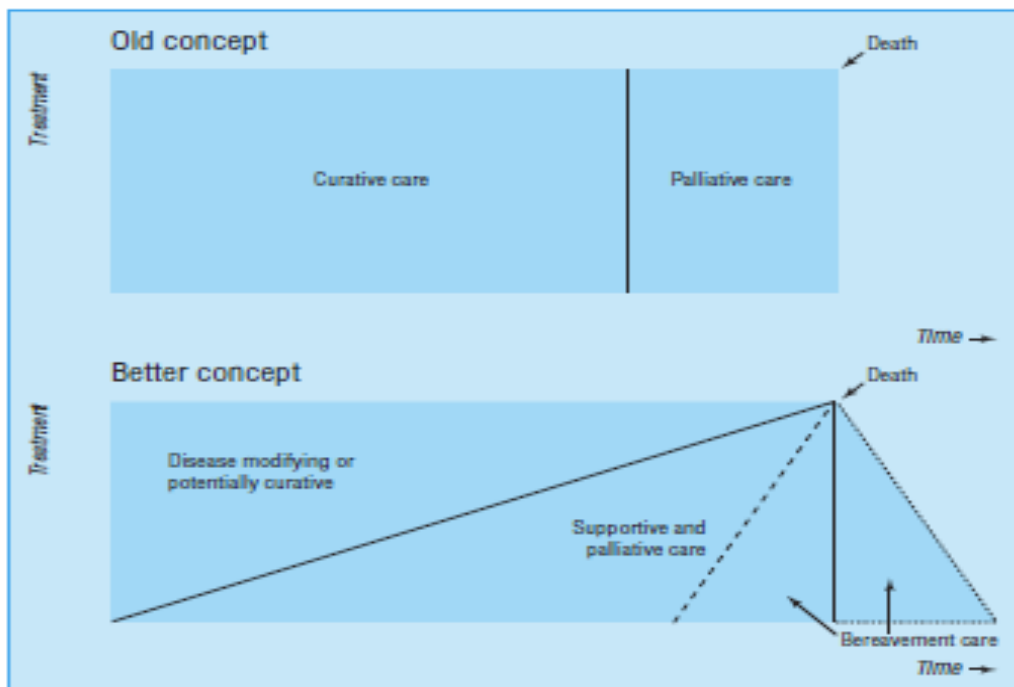 Old concept
Death
Treatment
Curative care
Palliative care
Time
Better concept
Death
Treatment
Disease modifying or
potentially curative
Supportive and
palliative care
Bereavement care
Time